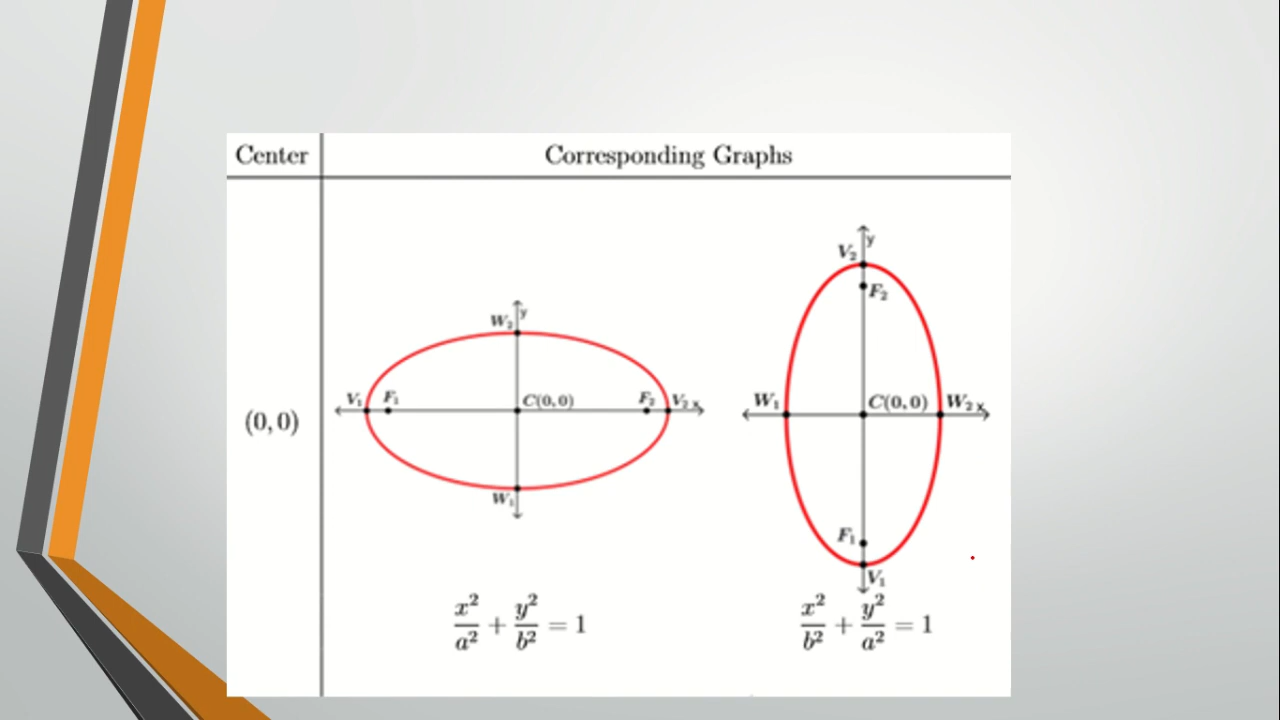 Center
Corresponding Graphs
(0, 0)
y
W₂
V₁
F₁
C(0, 0)
F₂
V₂
x
W₁
x²/a² + y²/b² = 1
y
V₂
F₂
W₁
C(0, 0)
W₂
x
F₁
V₁
x²/b² + y²/a² = 1